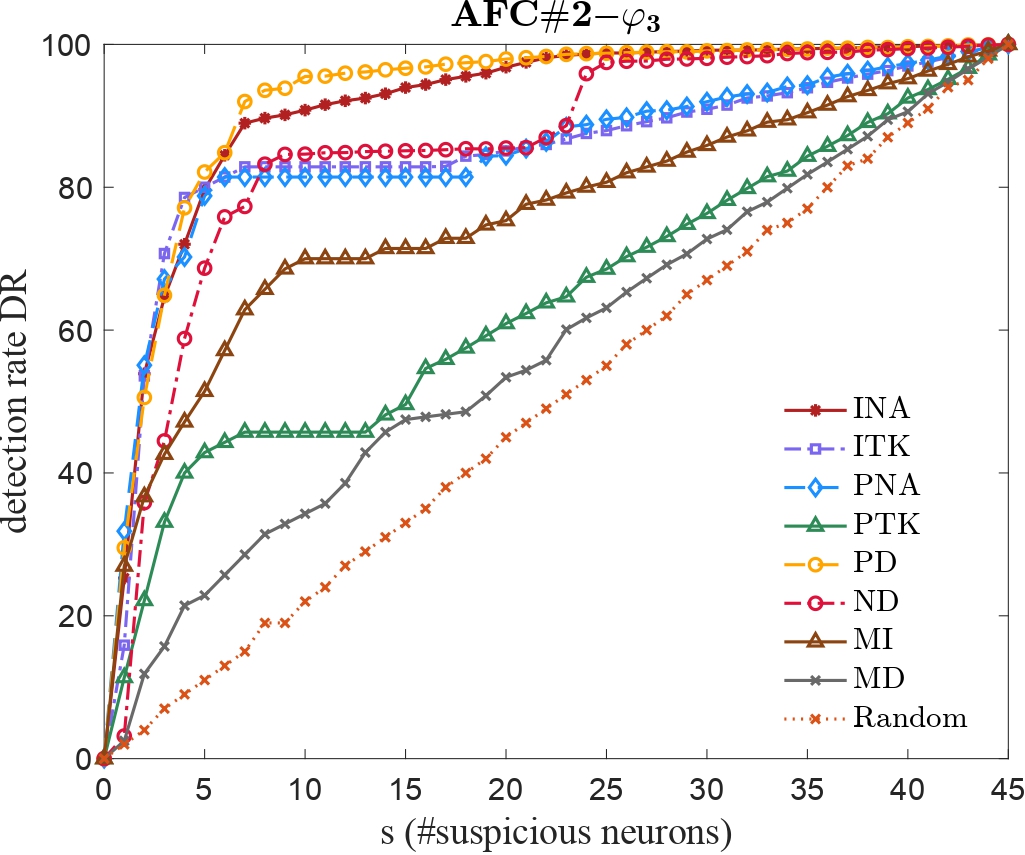 AFC#2−φ₃
detection rate DR
100
80
60
40
20
0
0 5 10 15 20 25 30 35 40 45
s (#suspicious neurons)
INA
ITK
PNA
PTK
PD
ND
MI
MD
Random